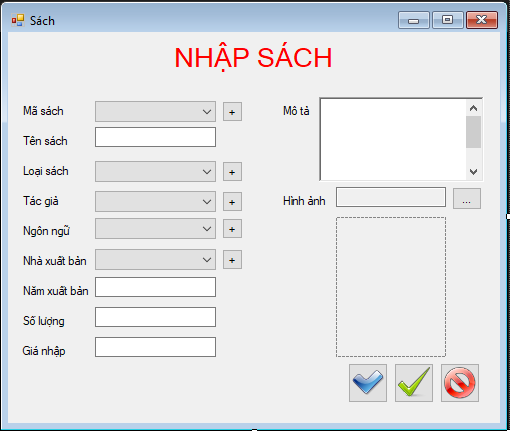 Sách
NHẬP SÁCH
Mã sách
+
Tên sách
Loại sách
+
Tác giả
+
Ngôn ngữ
+
Nhà xuất bản
+
Năm xuất bản
Số lượng
Giá nhập
Mô tả
Hình ảnh
...